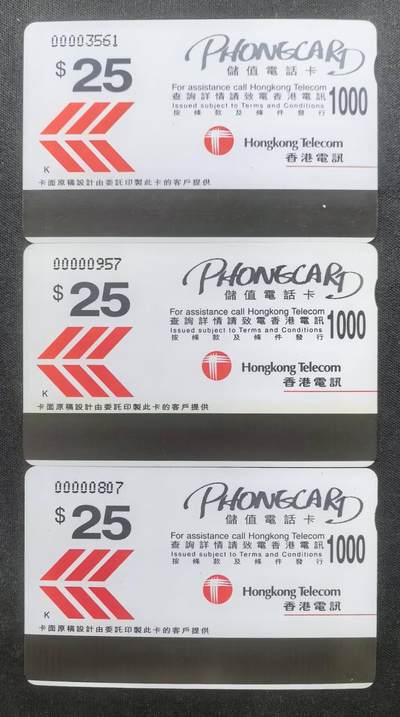 00003561
$25
PHONECARD
儲值電話卡
For assistance call Hongkong Telecom
查詢詳情請致電香港電訊
Issued subject to Terms and Conditions
按條款及條件發行
1000
Hongkong Telecom
香港電訊
K
卡面原稿設計由委託印製此卡的客戶提供
00000957
$25
PHONECARD
儲值電話卡
For assistance call Hongkong Telecom
查詢詳情請致電香港電訊
Issued subject to Terms and Conditions
按條款及條件發行
1000
Hongkong Telecom
香港電訊
K
卡面原稿設計由委託印製此卡的客戶提供
00000807
$25
PHONECARD
儲值電話卡
For assistance call Hongkong Telecom
查詢詳情請致電香港電訊
Issued subject to Terms and Conditions
按條款及條件發行
1000
Hongkong Telecom
香港電訊
K
卡面原稿設計由委託印製此卡的客戶提供